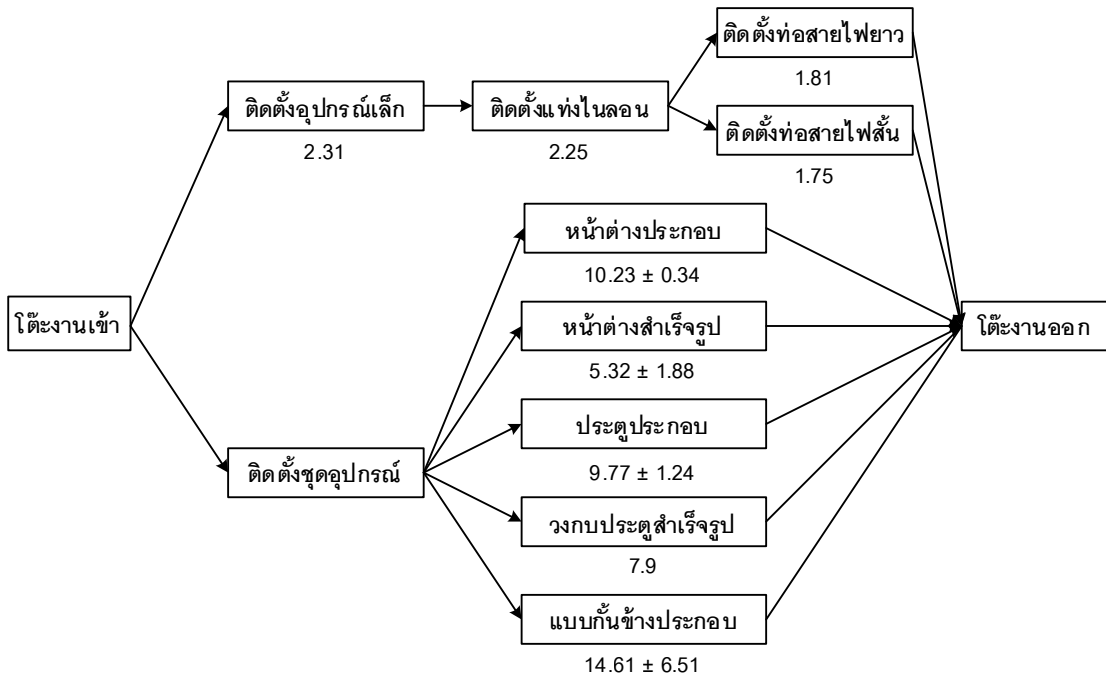 ติดตั้งท่อสายไฟยาว
1.81
ติดตั้งอุปกรณ์เล็ก
2.31
ติดตั้งแท่งไนลอน
2.25
ติดตั้งท่อสายไฟสั้น
1.75
หน้าต่างประกอบ
10.23 ± 0.34
โต๊ะงานเข้า
หน้าต่างสำเร็จรูป
5.32 ± 1.88
โต๊ะงานออก
ประตูประกอบ
9.77 ± 1.24
ติดตั้งชุดอุปกรณ์
วงกบประตูสำเร็จรูป
7.9
แบบกั้นข้างประกอบ
14.61 ± 6.51